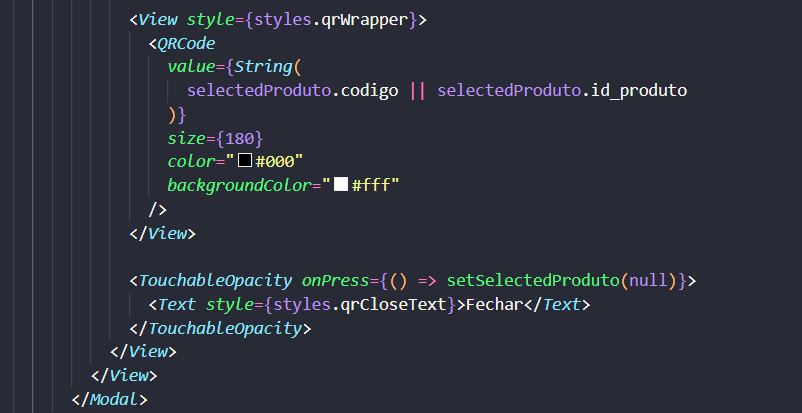 <View style={styles.qrWrapper}>
<QRCode
value={String(
selectedProduto.codigo || selectedProduto.id_produto
)}
size={180}
color="#000"
backgroundColor="#fff"
/>
</View>
<TouchableOpacity onPress={() => setSelectedProduto(null)}>
<Text style={styles.qrCloseText}>Fechar</Text>
</TouchableOpacity>
</View>
</View>
</Modal>